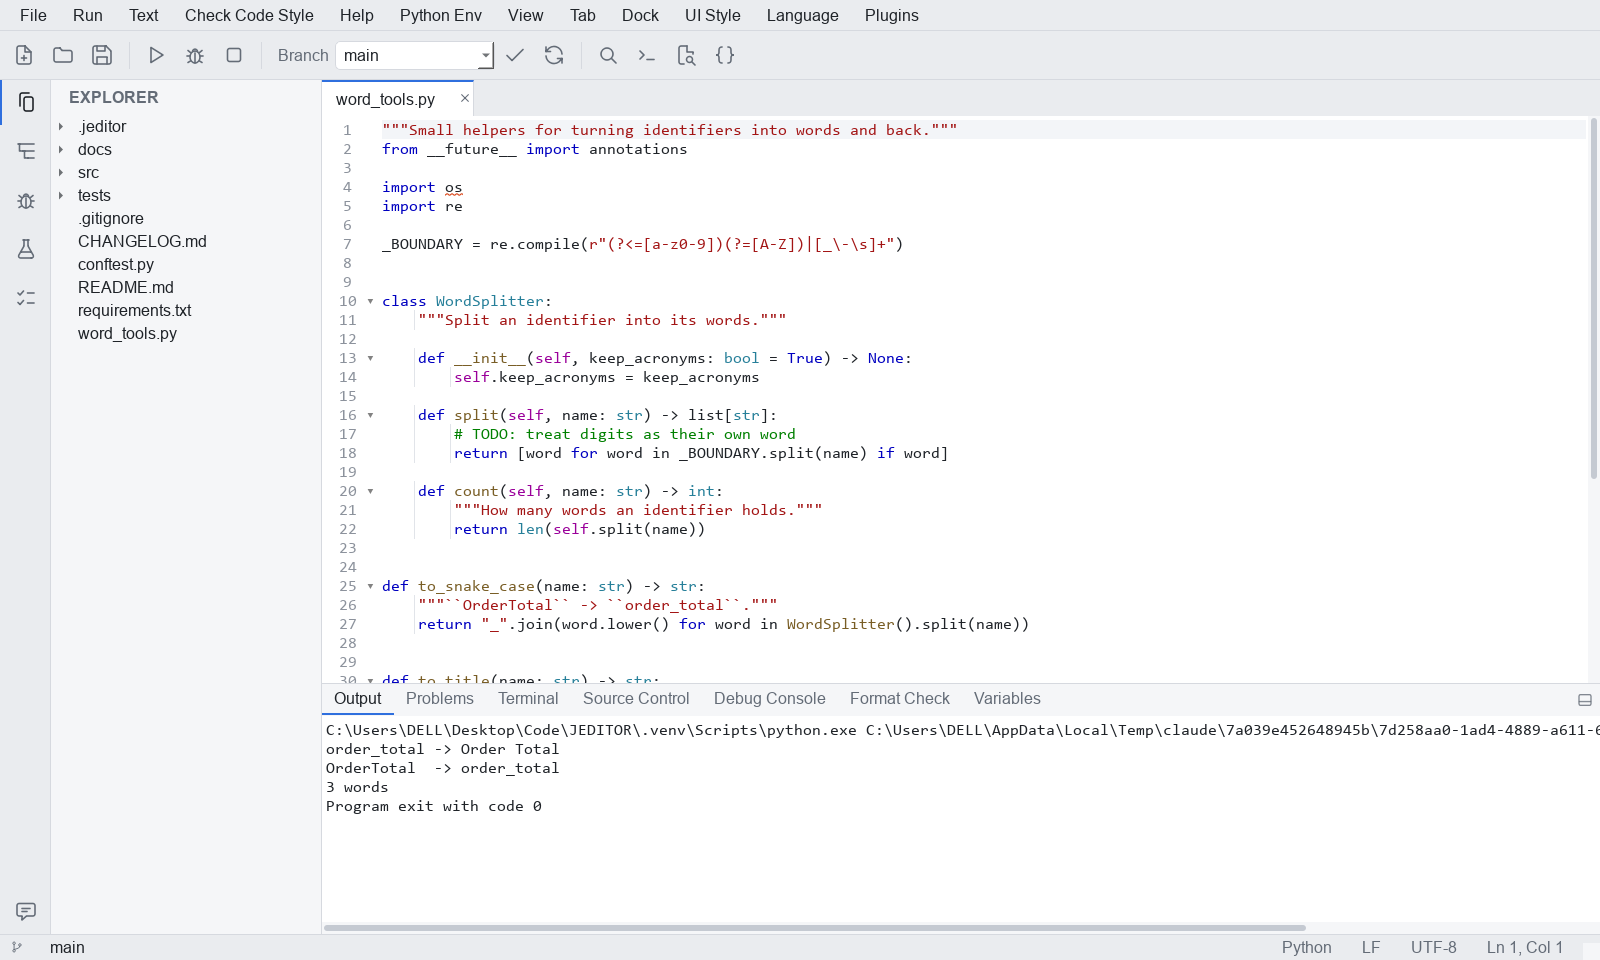 File Run Text Check Code Style Help Python Env View Tab Dock UI Style Language Plugins
Branch main
EXPLORER
.jeditor
docs
src
tests
.gitignore
CHANGELOG.md
conftest.py
README.md
requirements.txt
word_tools.py
word_tools.py ×
1 """Small helpers for turning identifiers into words and back."""
2 from __future__ import annotations
3
4 import os
5 import re
6
7 _BOUNDARY = re.compile(r"(?<=[a-z0-9])(?=[A-Z])|[_\-\s]+")
8
9
10 class WordSplitter:
11     """Split an identifier into its words."""
12
13     def __init__(self, keep_acronyms: bool = True) -> None:
14         self.keep_acronyms = keep_acronyms
15
16     def split(self, name: str) -> list[str]:
17         # TODO: treat digits as their own word
18         return [word for word in _BOUNDARY.split(name) if word]
19
20     def count(self, name: str) -> int:
21         """How many words an identifier holds."""
22         return len(self.split(name))
23
24
25 def to_snake_case(name: str) -> str:
26     """``OrderTotal`` -> ``order_total``."""
27     return "_".join(word.lower() for word in WordSplitter().split(name))
28
29
30 def to_title(name: str) -> str:
Output Problems Terminal Source Control Debug Console Format Check Variables
C:\Users\DELL\Desktop\Code\JEDITOR\.venv\Scripts\python.exe C:\Users\DELL\AppData\Local\Temp\claude\7a039e452648945b\7d258aa0-1ad4-4889-a611-6
order_total -> Order Total
OrderTotal  -> order_total
3 words
Program exit with code 0
main Python LF UTF-8 Ln 1, Col 1